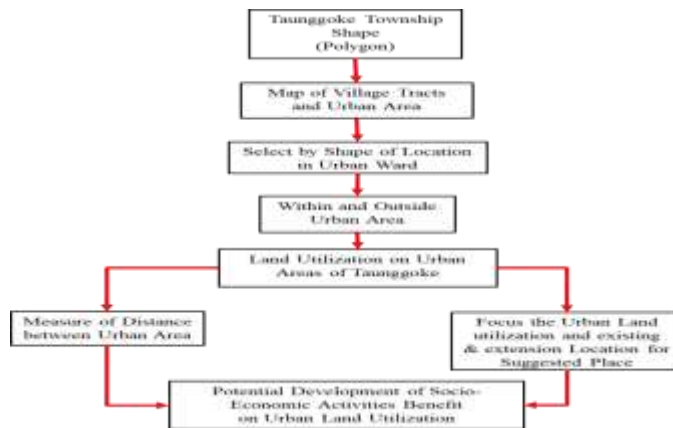 Taunggoke Township
Shape
(Polygon)
Map of Village Tracts
and Urban Area
Select by Shape of Location
in Urban Ward
Within and Outside
Urban Area
Land Utilization on Urban
Areas of Taunggoke
Measure of Distance
between Urban Area
Focus the Urban Land
utilization and existing
& extension Location for
Suggested Place
Potential Development of Socio-
Economic Activities Benefit
on Urban Land Utilization